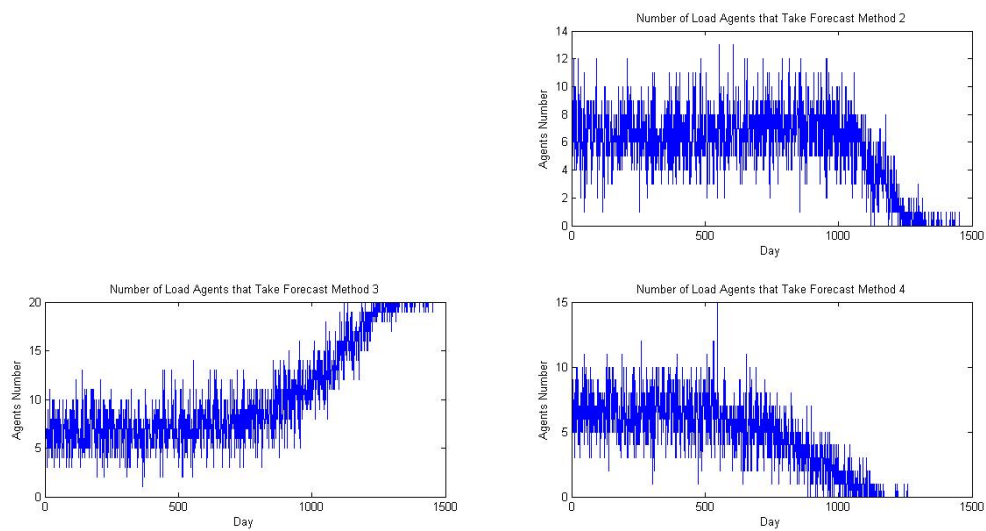 Number of Load Agents that Take Forecast Method 2
14
12
10
8
6
4
2
0
Agents Number
0 500 1000 1500
Day
Number of Load Agents that Take Forecast Method 3
20
15
10
5
0
Agents Number
0 500 1000 1500
Day
Number of Load Agents that Take Forecast Method 4
15
10
5
0
Agents Number
0 500 1000 1500
Day